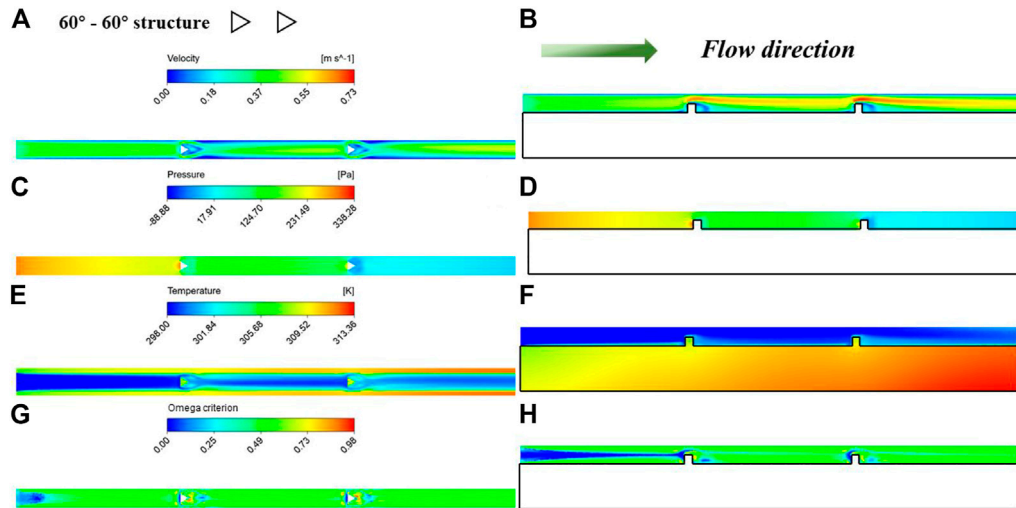 A
60° - 60° structure
B
Flow direction
Velocity [m s^-1]
0.00 0.18 0.37 0.55 0.73
C
Pressure [Pa]
-88.88 17.91 124.70 231.49 338.28
D
E
Temperature [K]
298.00 301.84 305.68 309.52 313.36
F
G
Omega criterion
0.00 0.25 0.49 0.73 0.98
H